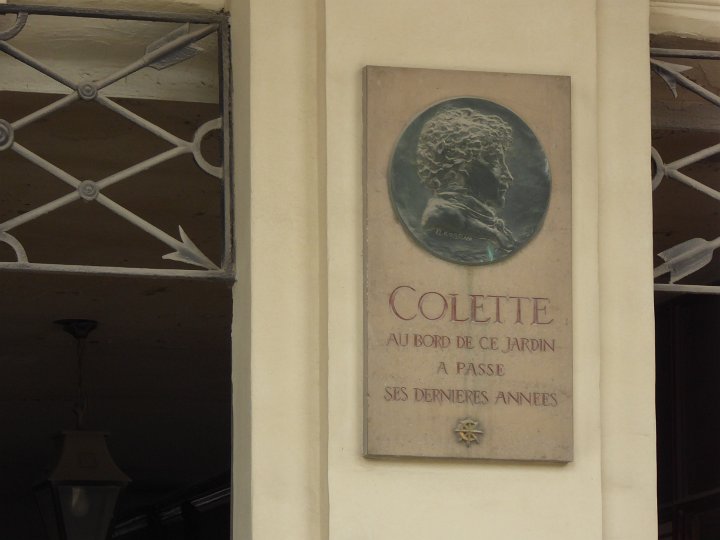 COLETTE
AU BORD DE CE JARDIN
A PASSE
SES DERNIERES ANNEES